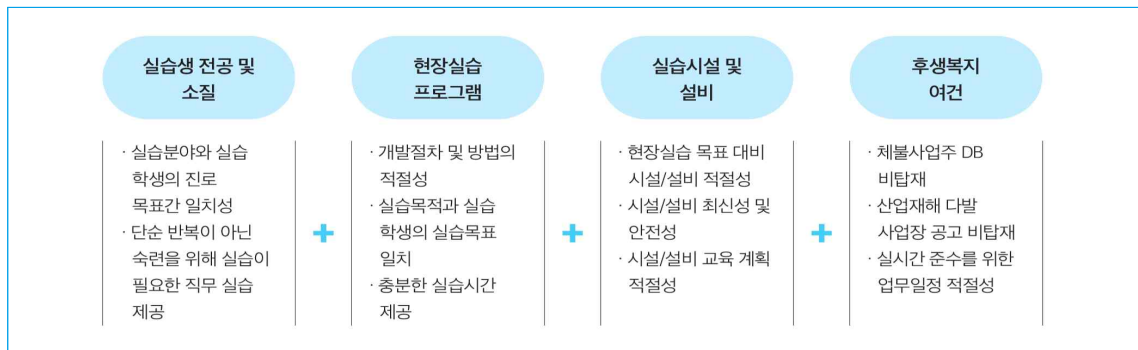 실습생 전공 및
소질
· 실습분야와 실습
학생의 진로
목표간 일치성
· 단순 반복이 아닌
숙련을 위해 실습이
필요한 직무 실습
제공
+
현장실습
프로그램
· 개발절차 및 방법의
적절성
· 실습목적과 실습
학생의 실습목표
일치
· 충분한 실습시간
제공
+
실습시설 및
설비
· 현장실습 목표 대비
시설/설비 적절성
· 시설/설비 최신성 및
안전성
· 시설/설비 교육 계획
적절성
+
후생복지
여건
· 체불사업주 DB
비탑재
· 산업재해 다발
사업장 공고 비탑재
· 실시간 준수를 위한
업무일정 적절성